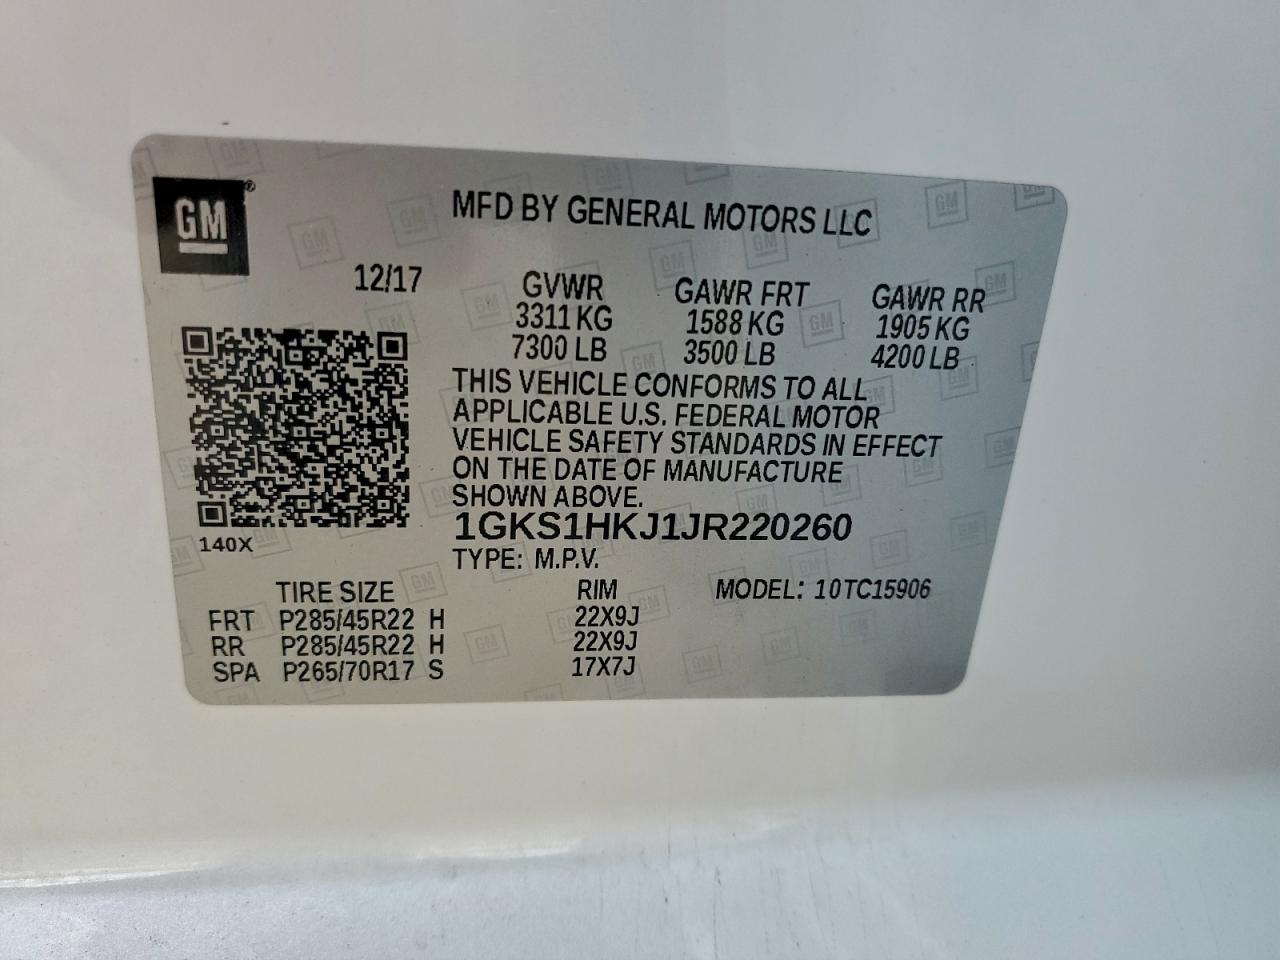 GM
MFD BY GENERAL MOTORS LLC
12/17 GVWR GAWR FRT GAWR RR
3311 KG 1588 KG 1905 KG
7300 LB 3500 LB 4200 LB
THIS VEHICLE CONFORMS TO ALL
APPLICABLE U.S. FEDERAL MOTOR
VEHICLE SAFETY STANDARDS IN EFFECT
ON THE DATE OF MANUFACTURE
SHOWN ABOVE.
1GKS1HKJ1JR220260
140X
TYPE: M.P.V.
TIRE SIZE RIM MODEL: 10TC15906
FRT P285/45R22 H 22X9J
RR P285/45R22 H 22X9J
SPA P265/70R17 S 17X7J